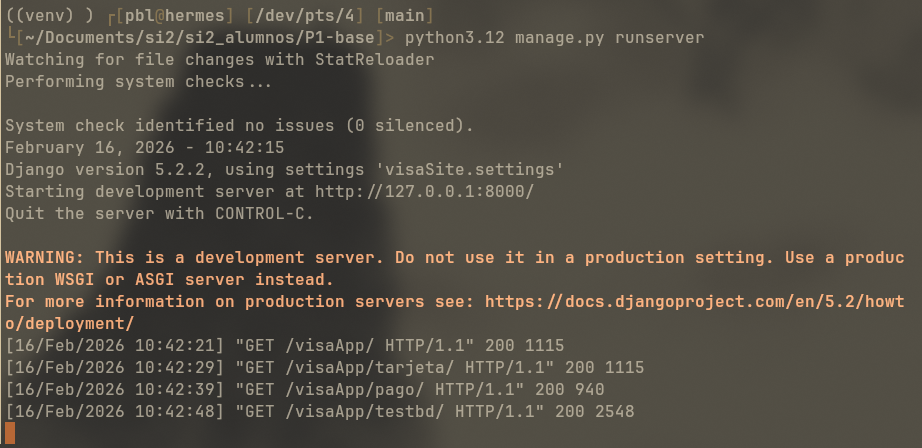 ((venv) ) ┌[pbl@hermes] [/dev/pts/4] [main]
└[~/Documents/si2/si2_alumnos/P1-base]> python3.12 manage.py runserver
Watching for file changes with StatReloader
Performing system checks...
System check identified no issues (0 silenced).
February 16, 2026 - 10:42:15
Django version 5.2.2, using settings 'visaSite.settings'
Starting development server at http://127.0.0.1:8000/
Quit the server with CONTROL-C.
WARNING: This is a development server. Do not use it in a production setting. Use a produc
tion WSGI or ASGI server instead.
For more information on production servers see: https://docs.djangoproject.com/en/5.2/howt
o/deployment/
[16/Feb/2026 10:42:21] "GET /visaApp/ HTTP/1.1" 200 1115
[16/Feb/2026 10:42:29] "GET /visaApp/tarjeta/ HTTP/1.1" 200 1115
[16/Feb/2026 10:42:39] "GET /visaApp/pago/ HTTP/1.1" 200 940
[16/Feb/2026 10:42:48] "GET /visaApp/testbd/ HTTP/1.1" 200 2548